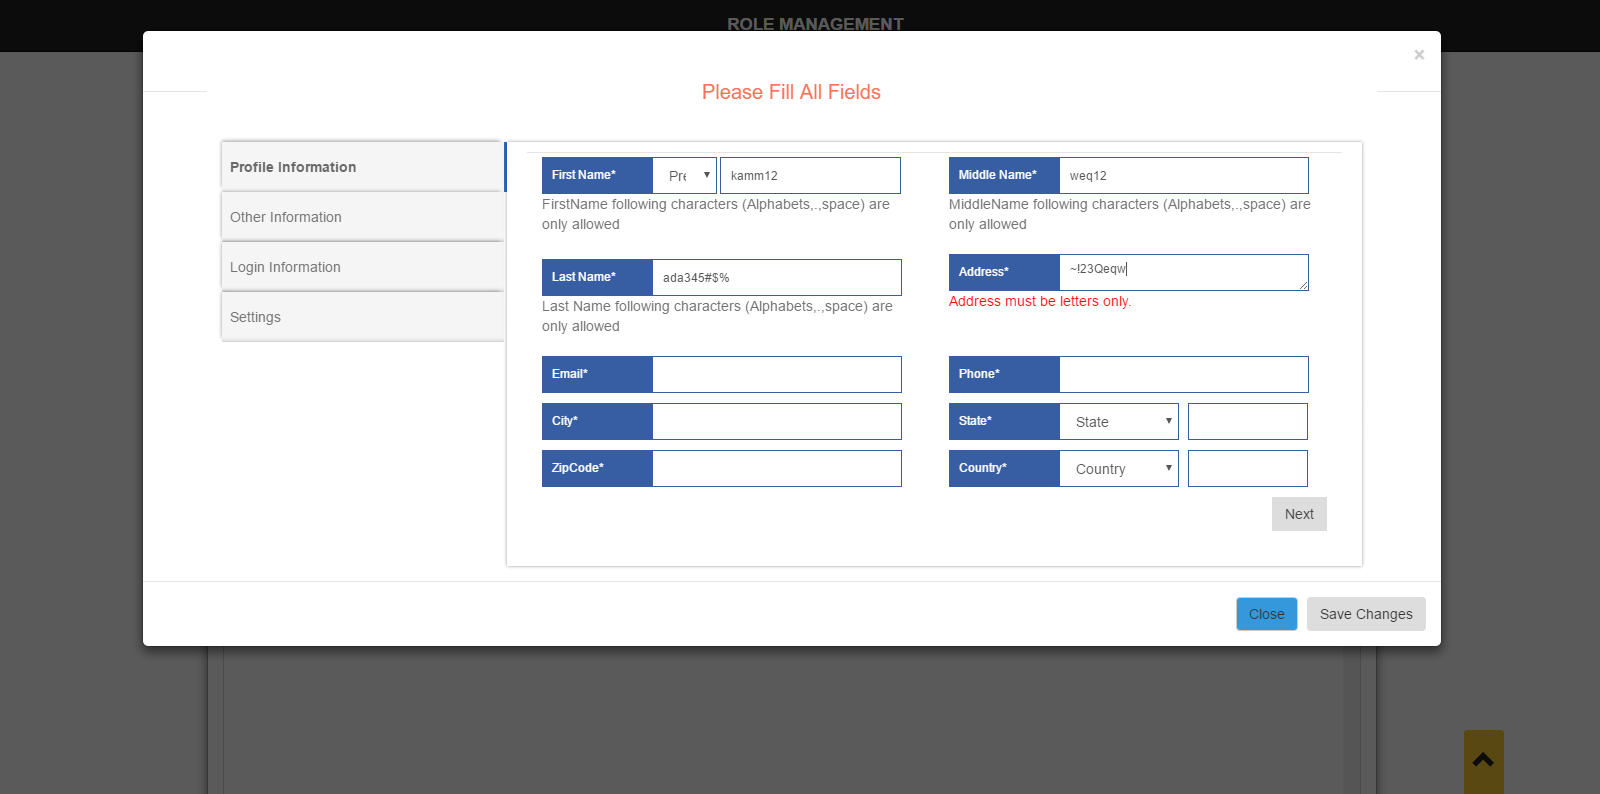 ROLE MANAGEMENT
×
Please Fill All Fields
Profile Information
Other Information
Login Information
Settings
First Name* Pre kamm12
FirstName following characters (Alphabets,.,space) are
only allowed
Middle Name* weq12
MiddleName following characters (Alphabets,.,space) are
only allowed
Last Name* ada345#$%
Last Name following characters (Alphabets,.,space) are
only allowed
Address* ~!23Qeqw
Address must be letters only.
Email*
Phone*
City*
State* State
ZipCode*
Country* Country
Next
Close Save Changes